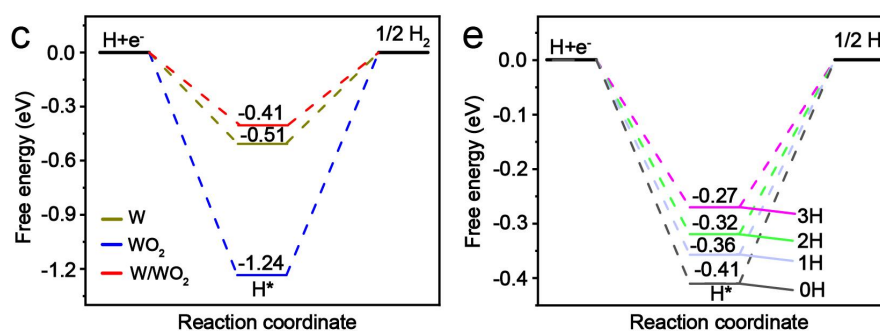 c
Free energy (eV)
0.0
-0.3
-0.6
-0.9
-1.2
H+e⁻
1/2 H₂
-0.41
-0.51
-1.24
H*
W
WO₂
W/WO₂
Reaction coordinate
e
Free energy (eV)
0.0
-0.1
-0.2
-0.3
-0.4
H+e⁻
1/2 H
-0.27
-0.32
-0.36
-0.41
H*
3H
2H
1H
0H
Reaction coordinate